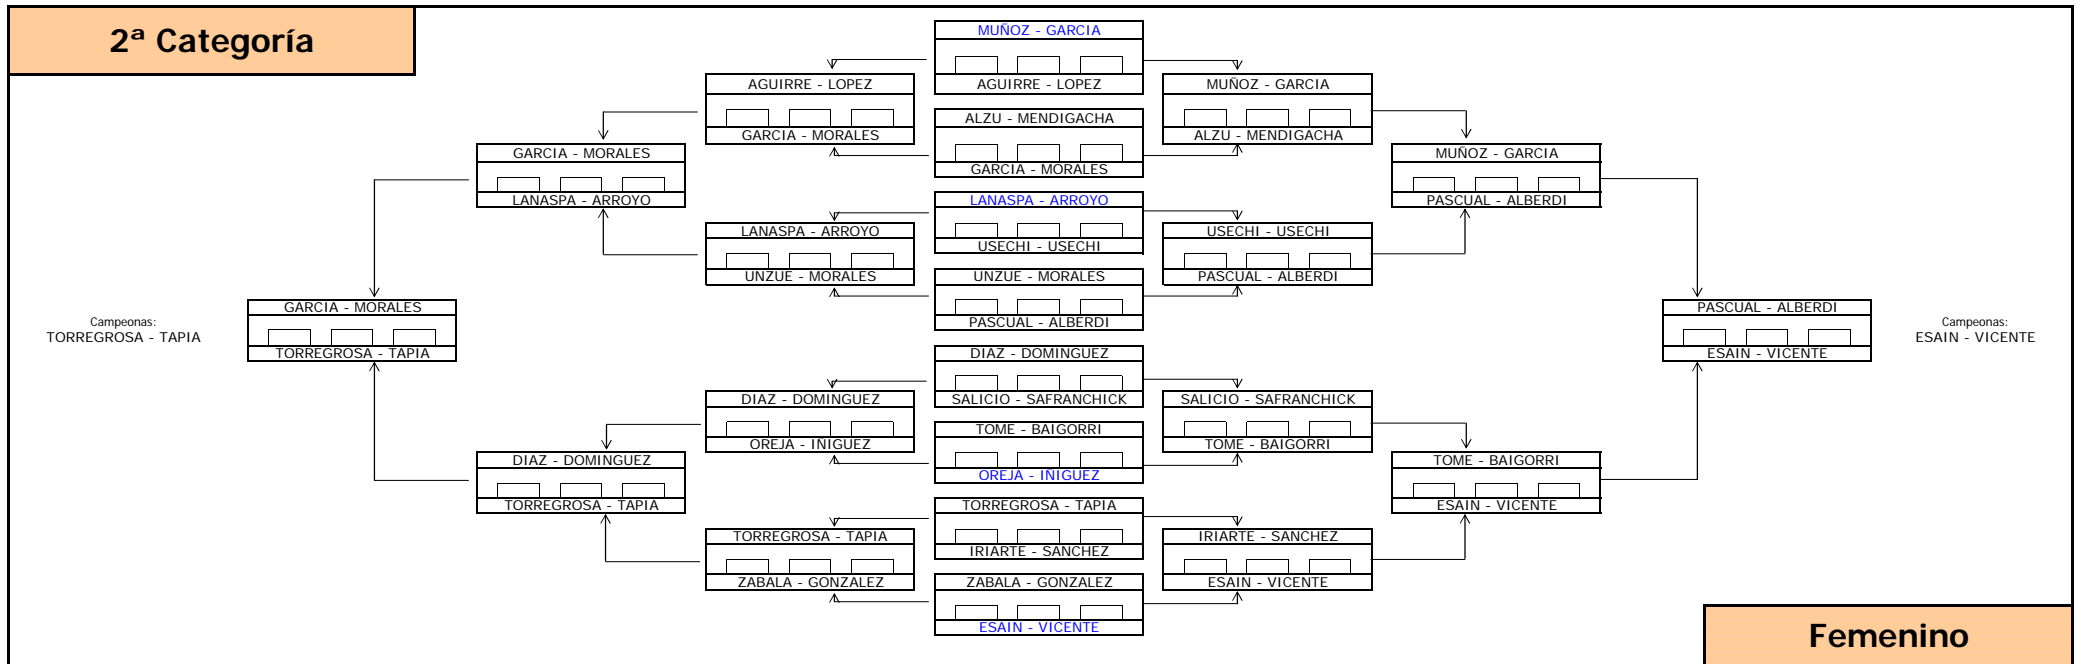 2ª Categoría
MUÑOZ - GARCIA
AGUIRRE - LOPEZ
ALZU - MENDIGACHA
GARCIA - MORALES
LANASPA - ARROYO
USECHI - USECHI
UNZUE - MORALES
PASCUAL - ALBERDI
DIAZ - DOMINGUEZ
SALICIO - SAFRANCHICK
TOME - BAIGORRI
OREJA - IÑIGUEZ
TORREGROSA - TAPIA
IRIARTE - SANCHEZ
ZABALA - GONZALEZ
ESAIN - VICENTE
AGUIRRE - LOPEZ
GARCIA - MORALES
LANASPA - ARROYO
UNZUE - MORALES
DIAZ - DOMINGUEZ
OREJA - IÑIGUEZ
TORREGROSA - TAPIA
ZABALA - GONZALEZ
GARCIA - MORALES
LANASPA - ARROYO
DIAZ - DOMINGUEZ
TORREGROSA - TAPIA
GARCIA - MORALES
TORREGROSA - TAPIA
Campeonas:
TORREGROSA - TAPIA
MUÑOZ - GARCIA
ALZU - MENDIGACHA
USECHI - USECHI
PASCUAL - ALBERDI
SALICIO - SAFRANCHICK
TOME - BAIGORRI
IRIARTE - SANCHEZ
ESAIN - VICENTE
MUÑOZ - GARCIA
PASCUAL - ALBERDI
TOME - BAIGORRI
ESAIN - VICENTE
PASCUAL - ALBERDI
ESAIN - VICENTE
Campeonas:
ESAIN - VICENTE
Femenino